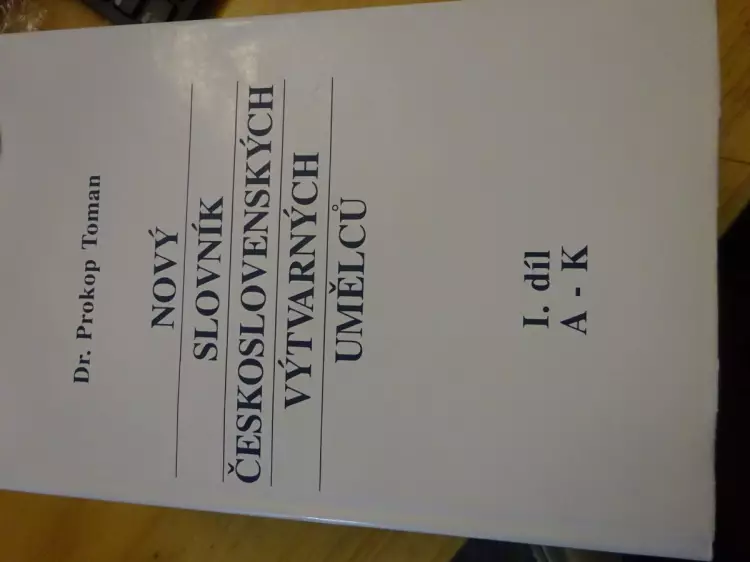 Dr. Prokop Toman
NOVÝ
SLOVNÍK
ČESKOSLOVENSKÝCH
VÝTVARNÝCH
UMĚLCŮ
I. díl
A - K